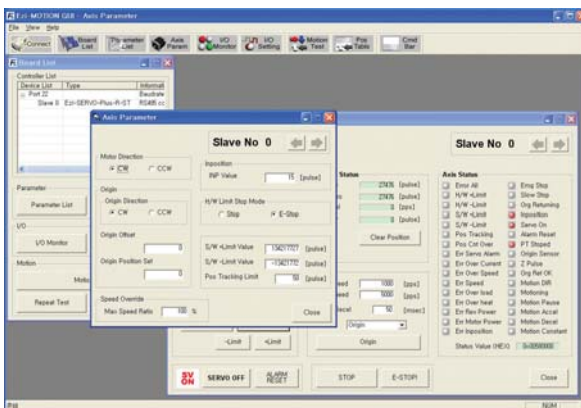 Ezi-MOTION GUI - Axis Parameter
File View Help
Connect
Board List
Parameter List
Axis Param
I/O Monitor
I/O Setting
Motion Test
Pos Table
Cmd Bar
Board List
Controller List
Device List Type Informati
Port 22 Baudrate
Slave 0 Ezi-SERVO-Plus-R-ST RS485 cc
Parameter
Parameter List
I/O
I/O Monitor
Motion
Repeat Test
Axis Parameter
Slave No 0
Motor Direction
CW CCW
Origin
Origin Direction
CW CCW
Origin Offset
0
Origin Position Set
0
Speed Override
Max Speed Ratio 100 %
Inposition
INP Value 15 [pulse]
H/W Limit Stop Mode
Stop E-Stop
S/W +Limit Value [pulse]
S/W -Limit Value [pulse]
Pos Tracking Limit 50 [pulse]
Close
Slave No 0
Status
[pulse]
[pulse]
0 [pps]
0 [pulse]
Clear Position
1000 [pps]
5000 [pps]
50 [msec]
Origin
-Limit
+Limit
Origin
Axis Status
Error All
H/W +Limit
H/W -Limit
S/W +Limit
S/W -Limit
Pos Cnt Over
Err Servo Alarm
Err Over Current
Err Over Speed
Err Speed
Err Over load
Err Over heat
Err Rev Power
Err Motor Power
Err Inposition
Emg Stop
Slow Stop
Org Returning
Inposition
Servo On
Alarm Reset
PT Stoped
Origin Sensor
Z Pulse
Org Ret OK
Motion DIR
Motioning
Motion Pause
Motion Accel
Motion Decel
Motion Constant
Status Value (HEX)
SV ON
SERVO OFF
ALARM RESET
STOP
E-STOP!
Close
NUM